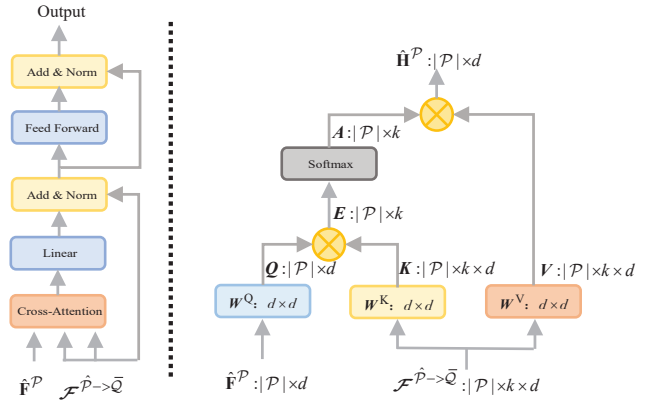 Output
Add & Norm
Feed Forward
Add & Norm
Linear
Cross-Attention
F̂^𝒫
𝓕^{𝒫̂->𝒬̄}
Ĥ^𝒫 :|𝒫|×d
A:|𝒫|×k
Softmax
E:|𝒫|×k
Q:|𝒫|×d
K:|𝒫|×k×d
V:|𝒫|×k×d
W^Q: d×d
W^K: d×d
W^V: d×d
F̂^𝒫 :|𝒫|×d
𝓕^{𝒫̂->𝒬̄} :|𝒫|×k×d